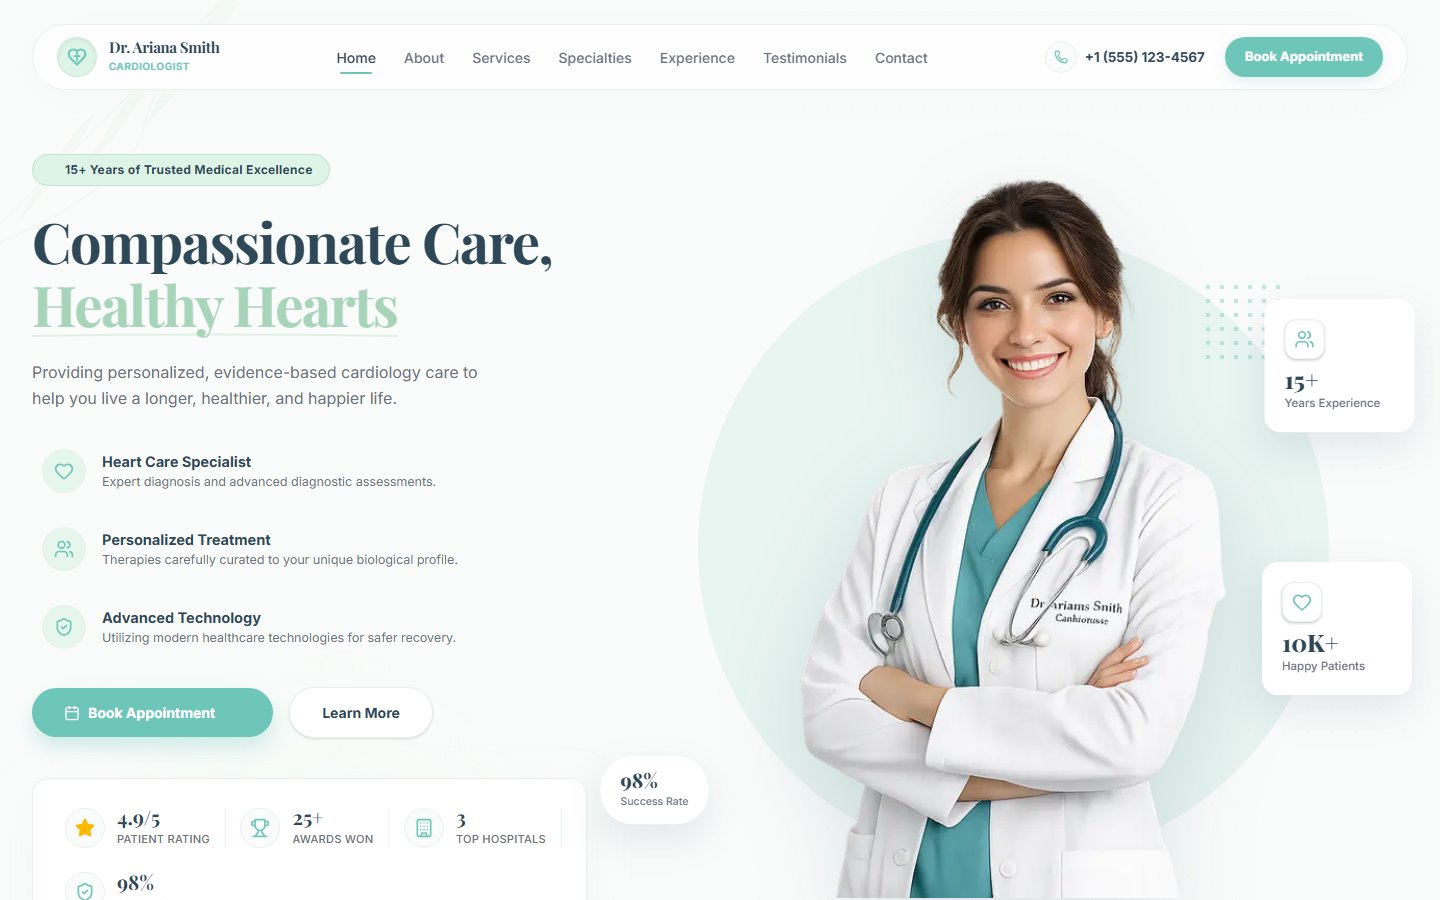 Dr. Ariana Smith
CARDIOLOGIST
Home
About
Services
Specialties
Experience
Testimonials
Contact
+1 (555) 123-4567
Book Appointment
15+ Years of Trusted Medical Excellence
Compassionate Care,
Healthy Hearts
Providing personalized, evidence-based cardiology care to
help you live a longer, healthier, and happier life.
Heart Care Specialist
Expert diagnosis and advanced diagnostic assessments.
Personalized Treatment
Therapies carefully curated to your unique biological profile.
Advanced Technology
Utilizing modern healthcare technologies for safer recovery.
Book Appointment
Learn More
4.9/5
PATIENT RATING
25+
AWARDS WON
3
TOP HOSPITALS
98%
98%
Success Rate
Dr Ariams Snith
15+
Years Experience
10K+
Happy Patients